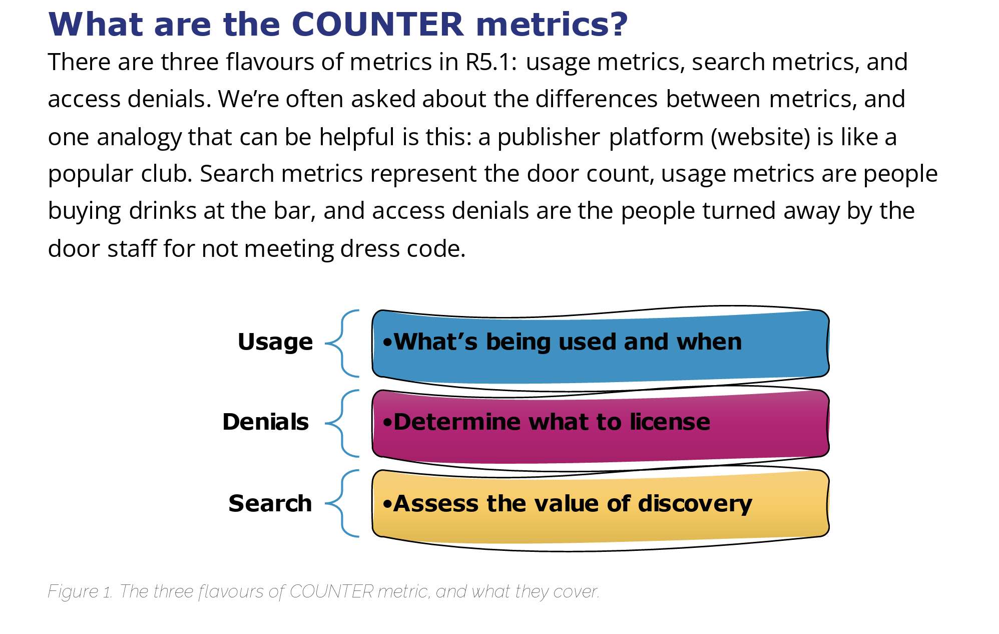 What are the COUNTER metrics?
There are three flavours of metrics in R5.1: usage metrics, search metrics, and
access denials. We’re often asked about the differences between metrics, and
one analogy that can be helpful is this: a publisher platform (website) is like a
popular club. Search metrics represent the door count, usage metrics are people
buying drinks at the bar, and access denials are the people turned away by the
door staff for not meeting dress code.
Usage
•What’s being used and when
Denials
•Determine what to license
Search
•Assess the value of discovery
Figure 1. The three flavours of COUNTER metric, and what they cover.